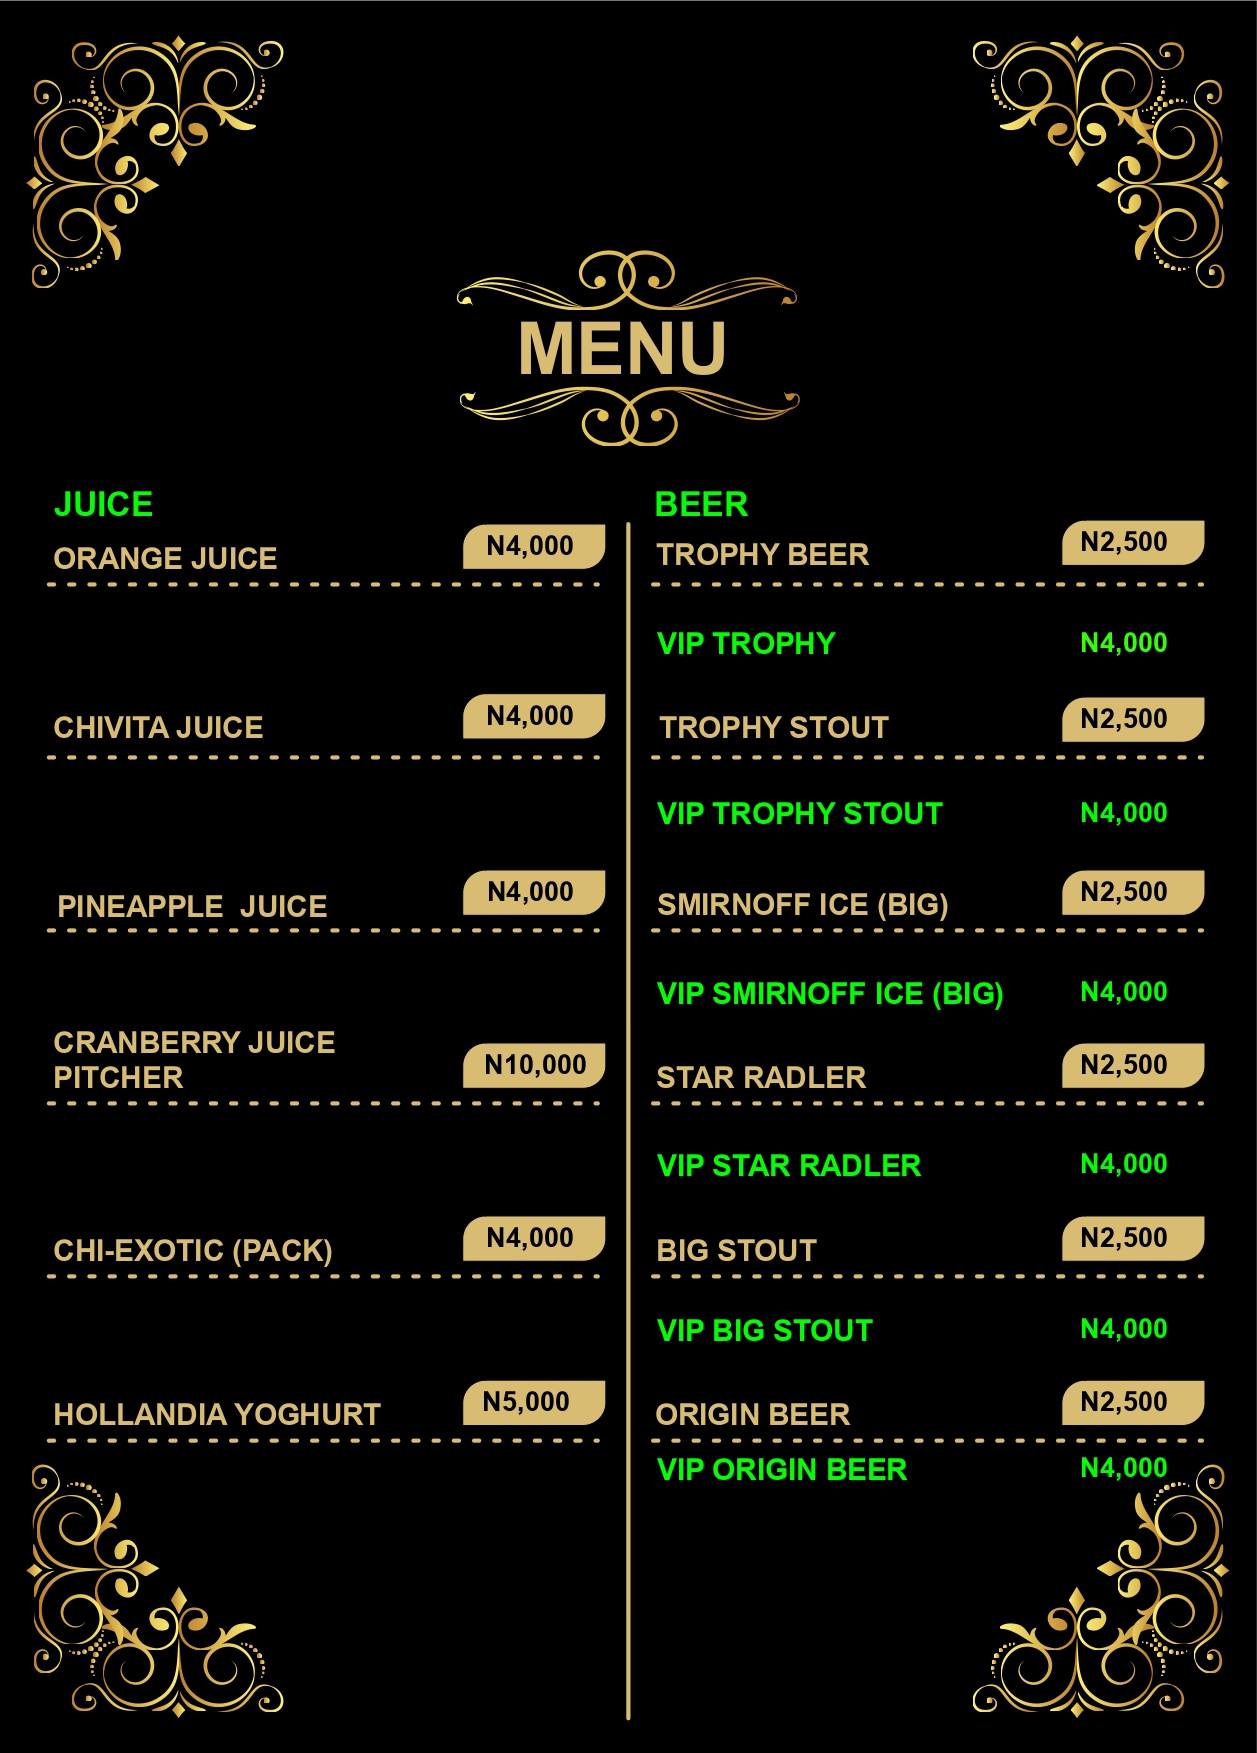 MENU
JUICE
ORANGE JUICE N4,000
CHIVITA JUICE N4,000
PINEAPPLE JUICE N4,000
CRANBERRY JUICE
PITCHER N10,000
CHI-EXOTIC (PACK) N4,000
HOLLANDIA YOGHURT N5,000
BEER
TROPHY BEER N2,500
VIP TROPHY N4,000
TROPHY STOUT N2,500
VIP TROPHY STOUT N4,000
SMIRNOFF ICE (BIG) N2,500
VIP SMIRNOFF ICE (BIG) N4,000
STAR RADLER N2,500
VIP STAR RADLER N4,000
BIG STOUT N2,500
VIP BIG STOUT N4,000
ORIGIN BEER N2,500
VIP ORIGIN BEER N4,000